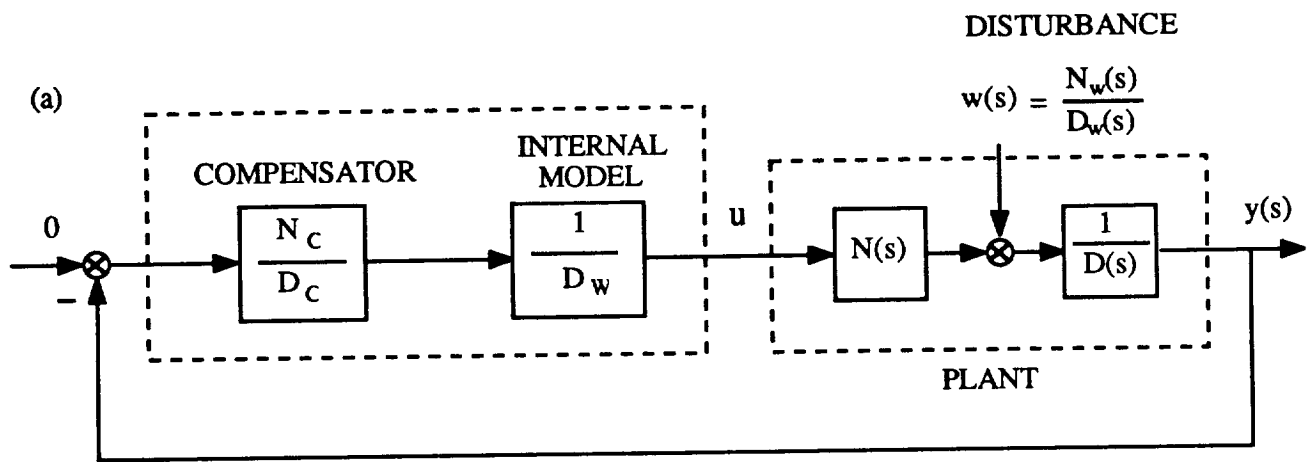 DISTURBANCE
(a)
w(s) = N_w(s) / D_w(s)
COMPENSATOR
INTERNAL
MODEL
0
N_C
D_C
1
D_W
u
N(s)
1
D(s)
y(s)
−
PLANT